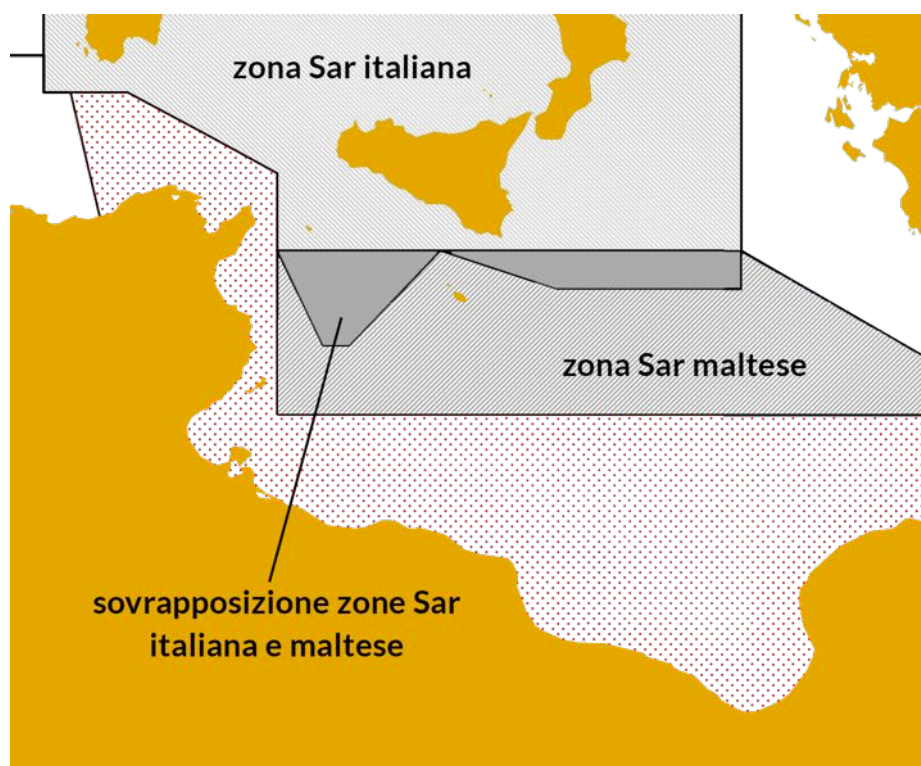 zona Sar italiana
zona Sar maltese
sovrapposizione zone Sar
italiana e maltese